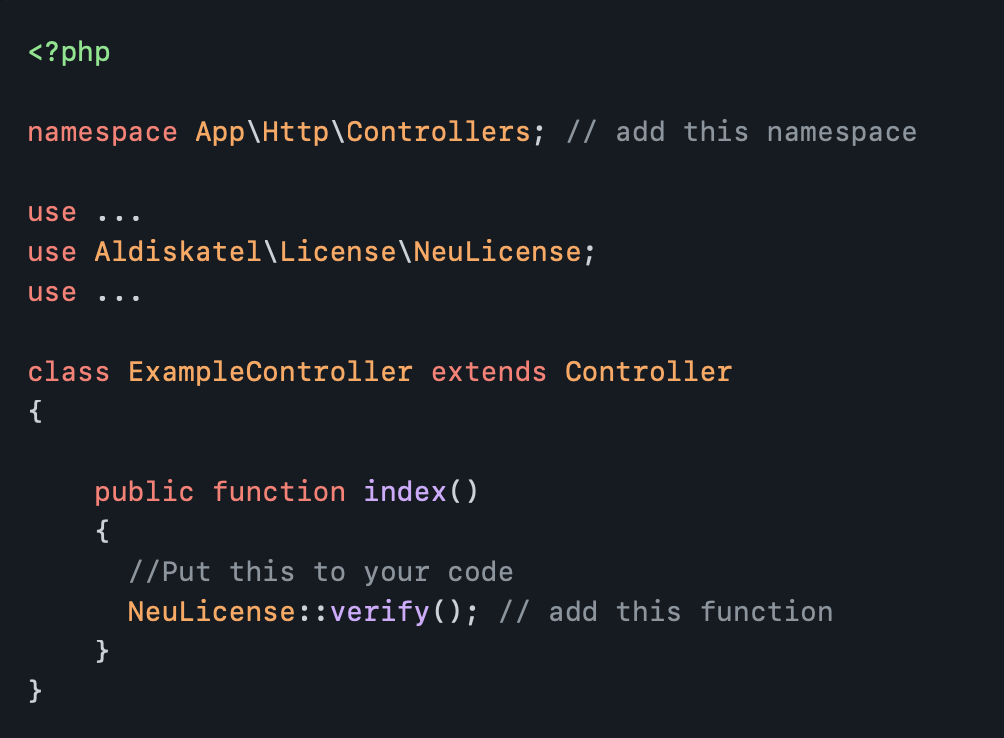 <?php
namespace App\Http\Controllers; // add this namespace
use ...
use Aldiskatel\License\NeuLicense;
use ...
class ExampleController extends Controller
{
public function index()
{
//Put this to your code
NeuLicense::verify(); // add this function
}
}